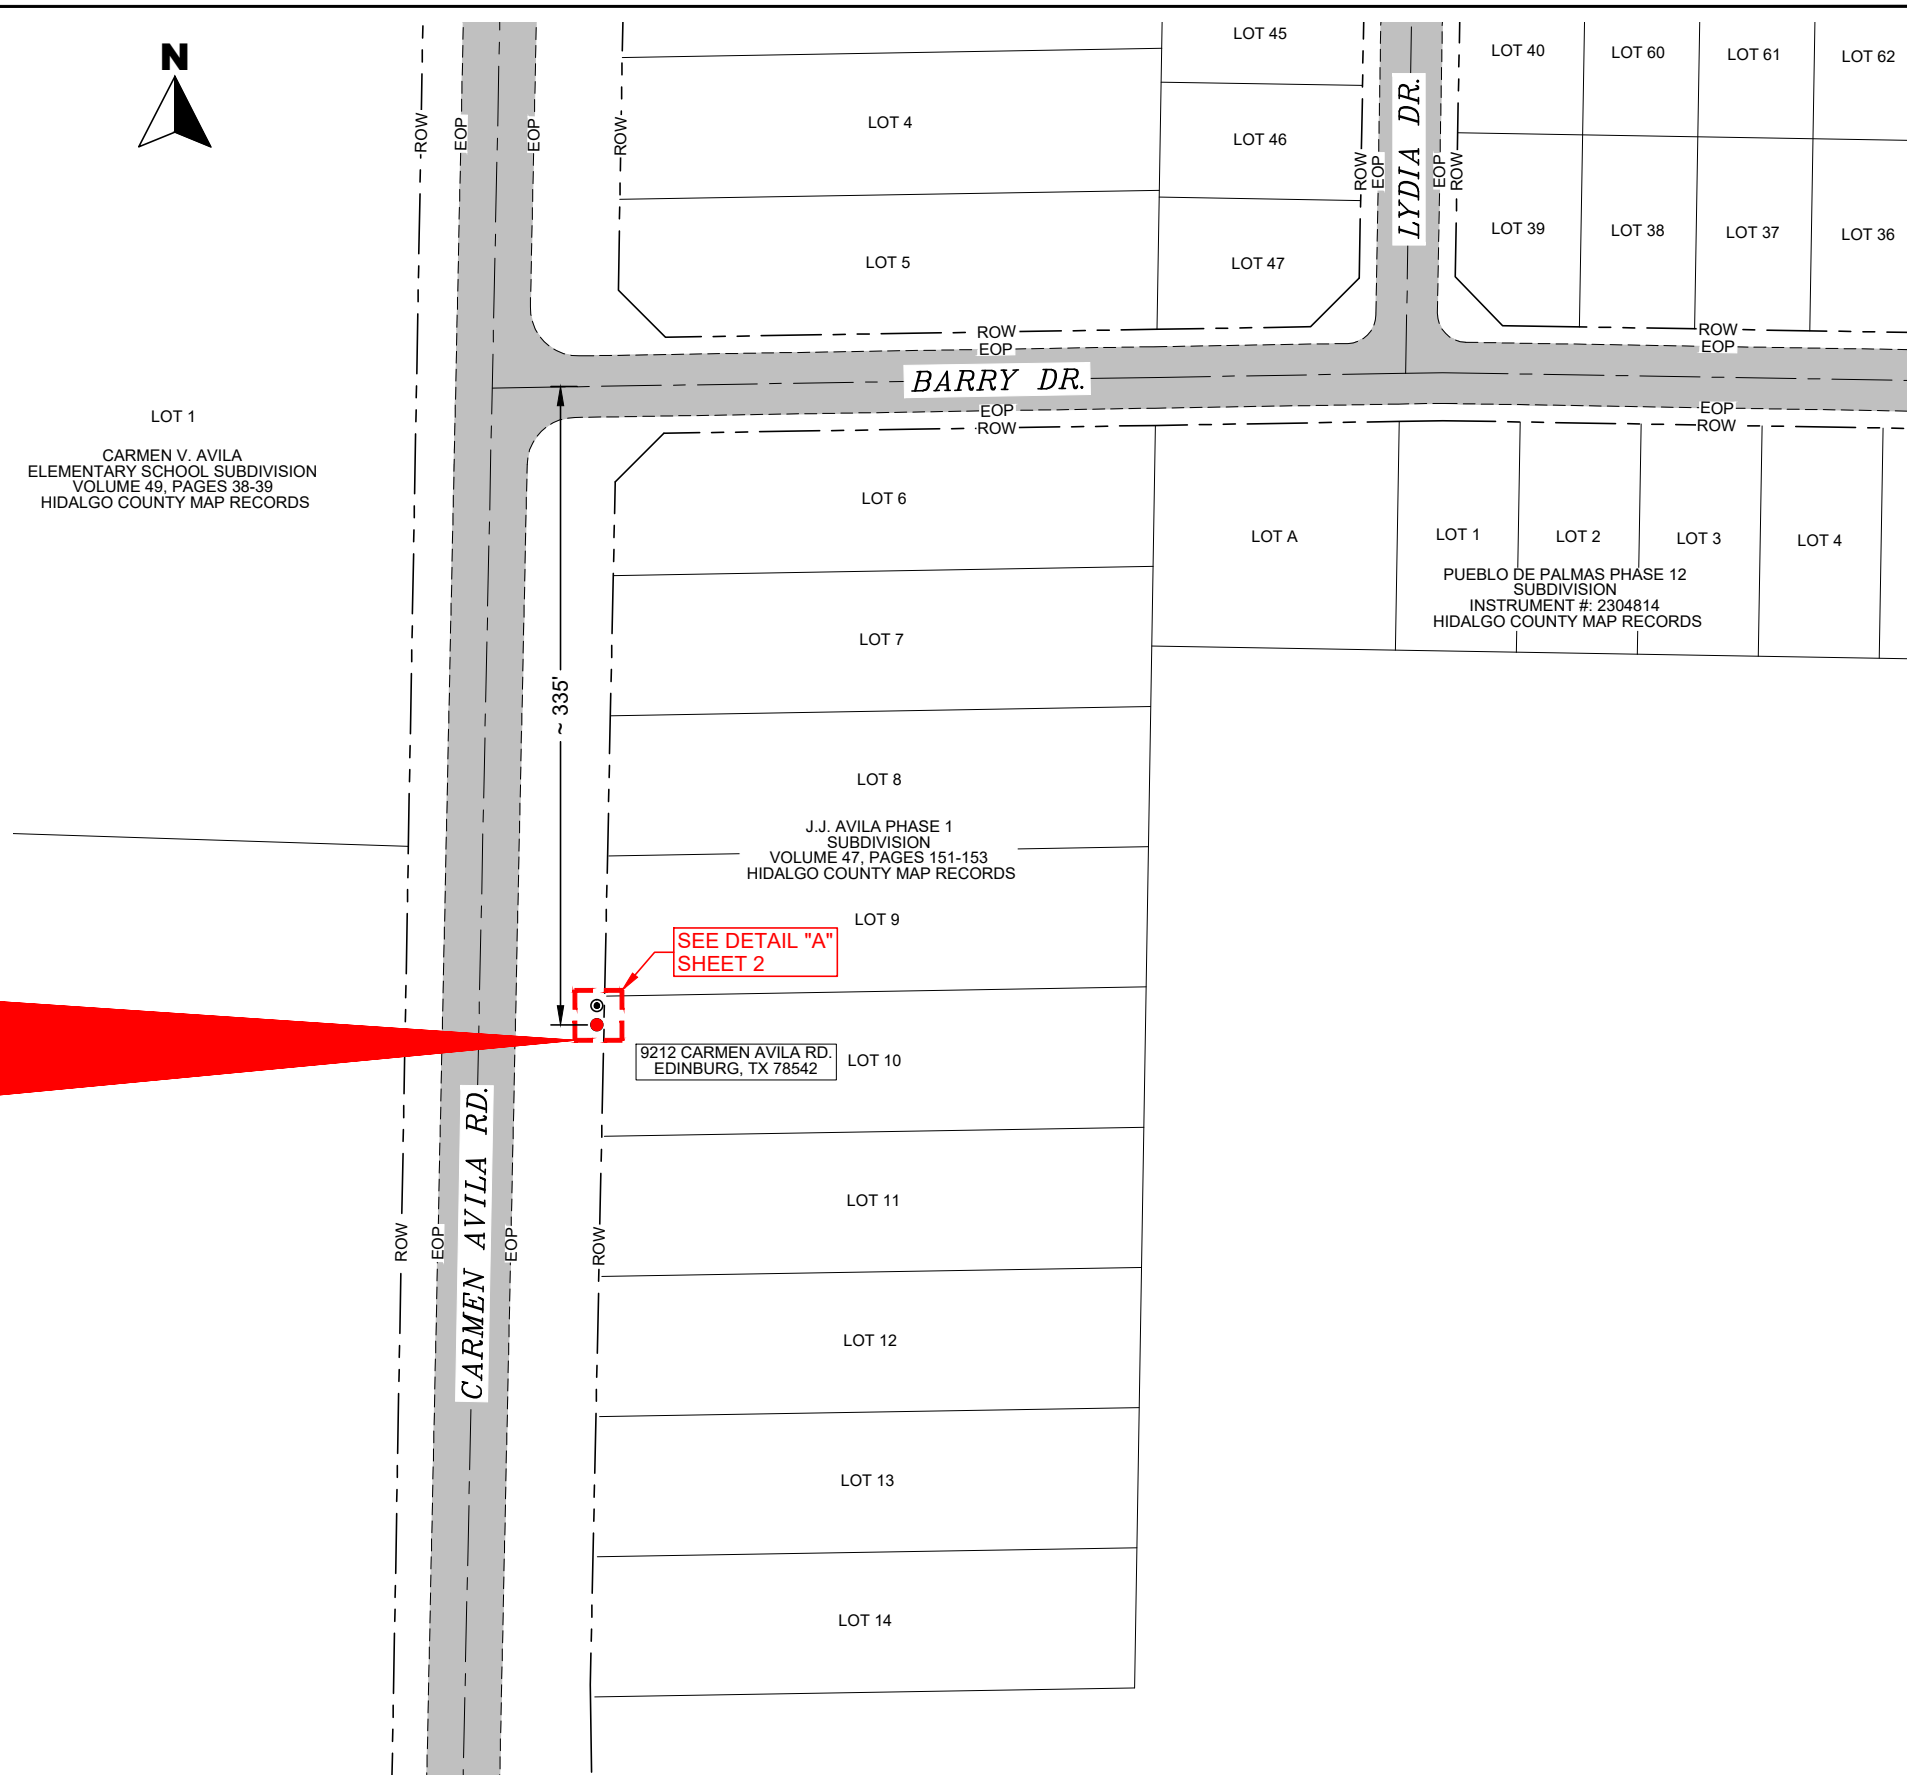 N
ROW
EOP
EOP
ROW
LOT 4
LOT 5
LOT 45
LOT 46
LOT 47
ROW
EOP
LYDIA DR.
EOP
ROW
LOT 40
LOT 60
LOT 61
LOT 62
LOT 39
LOT 38
LOT 37
LOT 36
ROW
EOP
ROW
EOP
BARRY DR.
EOP
ROW
EOP
ROW
LOT 1
CARMEN V. AVILA
ELEMENTARY SCHOOL SUBDIVISION
VOLUME 49, PAGES 38-39
HIDALGO COUNTY MAP RECORDS
LOT 6
LOT A
LOT 1
LOT 2
LOT 3
LOT 4
PUEBLO DE PALMAS PHASE 12
SUBDIVISION
INSTRUMENT #: 2304814
HIDALGO COUNTY MAP RECORDS
LOT 7
~ 335'
LOT 8
J.J. AVILA PHASE 1
SUBDIVISION
VOLUME 47, PAGES 151-153
HIDALGO COUNTY MAP RECORDS
LOT 9
SEE DETAIL "A"
SHEET 2
9212 CARMEN AVILA RD.
EDINBURG, TX 78542
LOT 10
CARMEN AVILA RD.
LOT 11
ROW
EOP
EOP
ROW
LOT 12
LOT 13
LOT 14